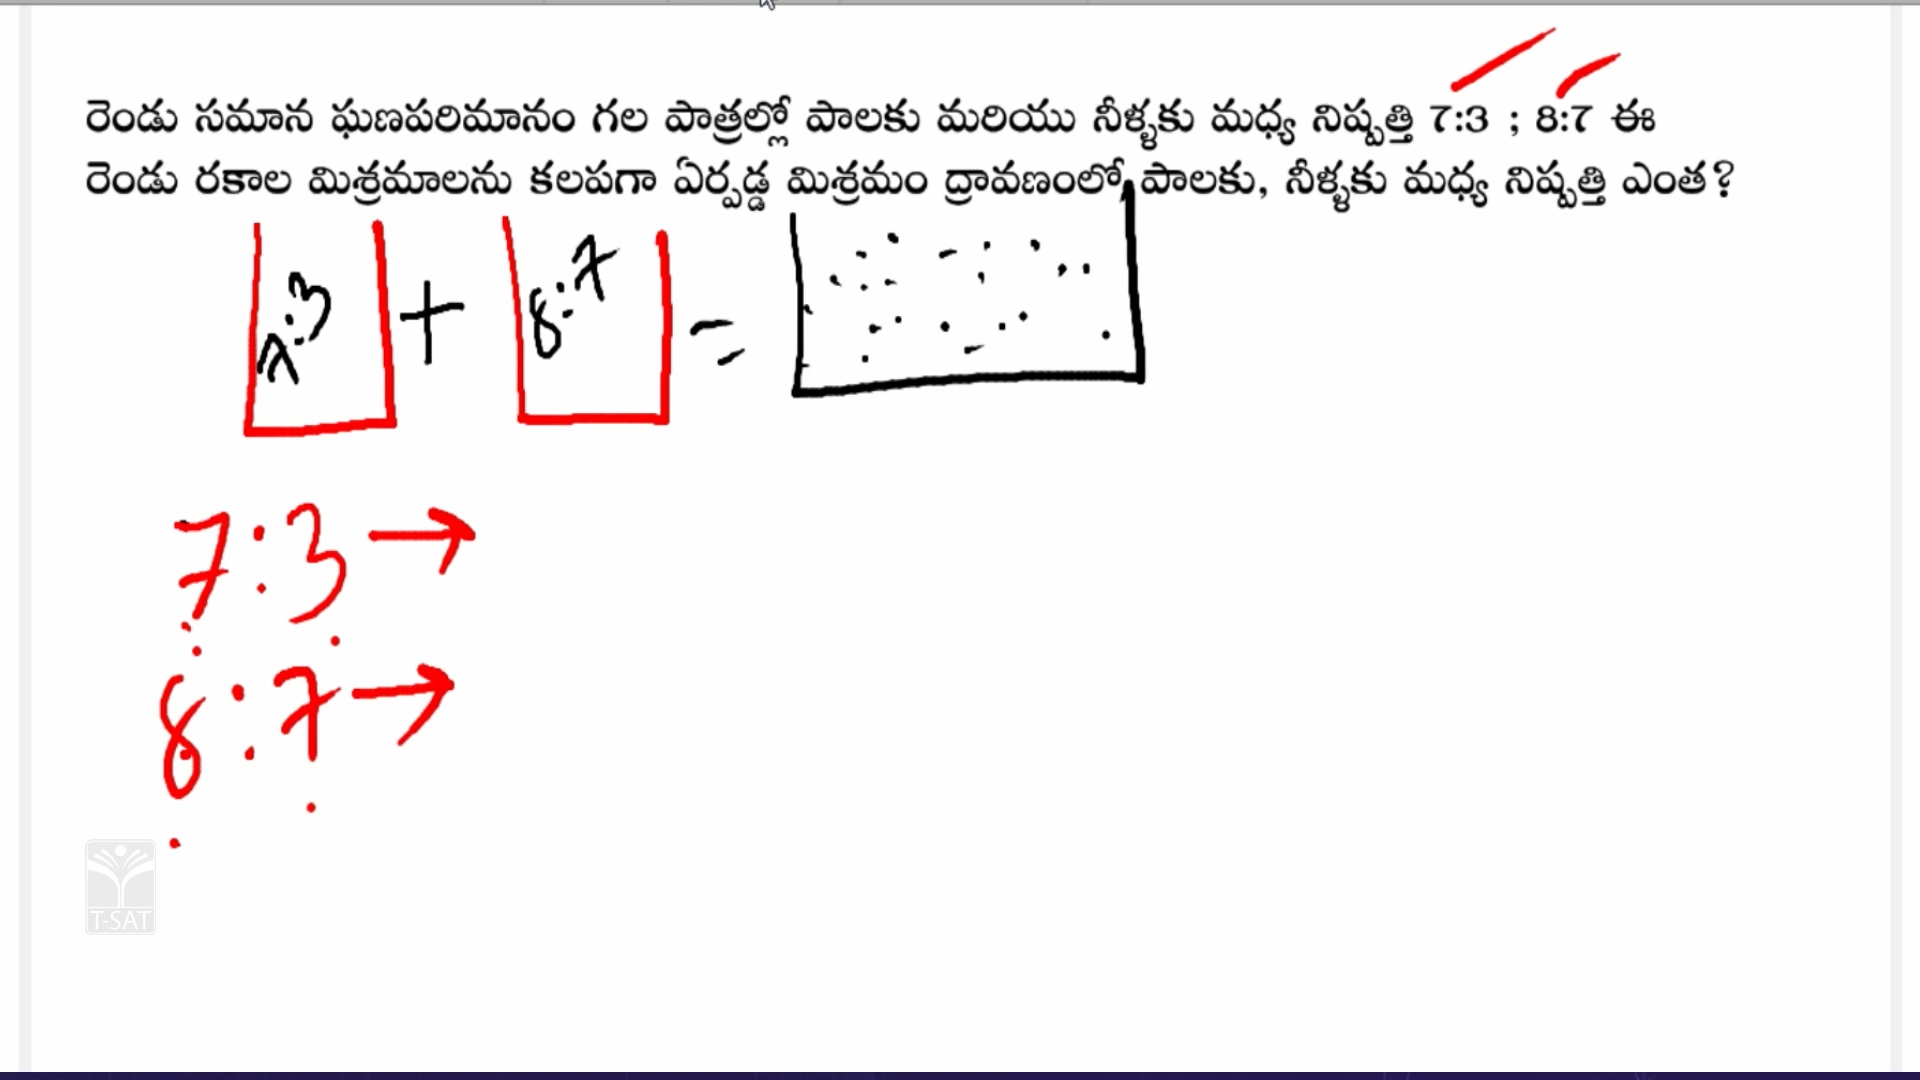 రెండు సమాన ఘణపరిమానం గల పాత్రల్లో పాలకు మరియు నీళ్ళకు మధ్య నిష్పత్తి 7:3 ; 8:7 ఈ
రెండు రకాల మిశ్రమాలను కలపగా ఏర్పడ్డ మిశ్రమం ద్రావణంలో పాలకు, నీళ్ళకు మధ్య నిష్పత్తి ఎంత?
7:3 + 8:7 =
7:3 →
8:7 →
T-SAT